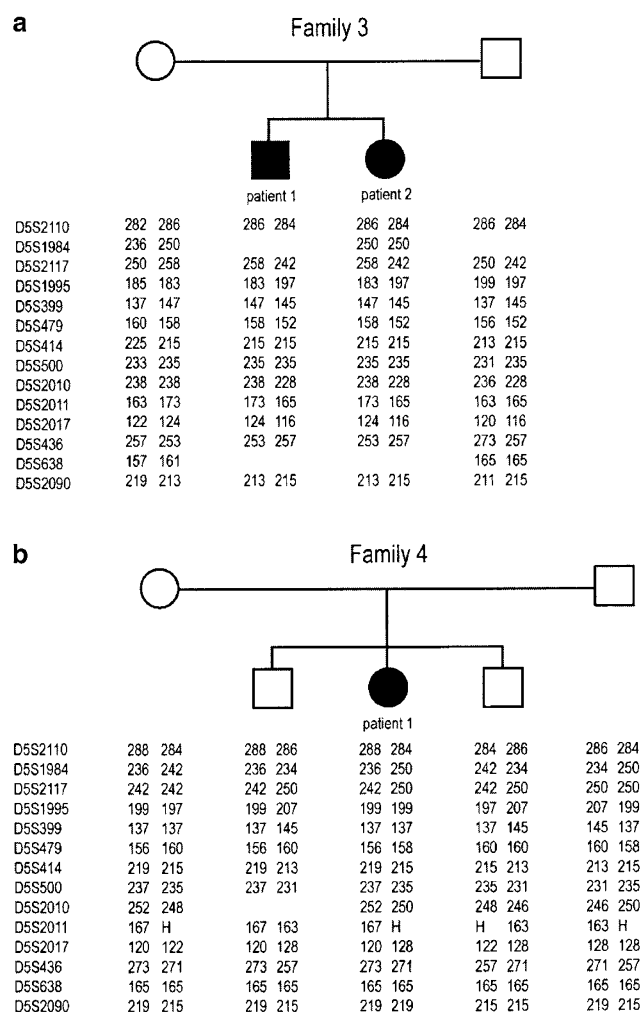 a
Family 3
patient 1 patient 2
D5S2110 282 286 286 284 286 284 286 284
D5S1984 236 250 250 250
D5S2117 250 258 258 242 258 242 250 242
D5S1995 185 183 183 197 183 197 199 197
D5S399 137 147 147 145 147 145 137 145
D5S479 160 158 158 152 158 152 156 152
D5S414 225 215 215 215 215 215 213 215
D5S500 233 235 235 235 235 235 231 235
D5S2010 238 238 238 228 238 228 236 228
D5S2011 163 173 173 165 173 165 163 165
D5S2017 122 124 124 116 124 116 120 116
D5S436 257 253 253 257 253 257 273 257
D5S638 157 161 165 165
D5S2090 219 213 213 215 213 215 211 215
b
Family 4
patient 1
D5S2110 288 284 288 286 288 284 284 286 286 284
D5S1984 236 242 236 234 236 250 242 234 234 250
D5S2117 242 242 242 250 242 250 242 250 250 250
D5S1995 199 197 199 207 199 199 197 207 207 199
D5S399 137 137 137 145 137 137 137 145 145 137
D5S479 156 160 156 160 156 158 160 160 160 158
D5S414 219 215 219 213 219 215 215 213 213 215
D5S500 237 235 237 231 237 235 235 231 231 235
D5S2010 252 248 252 250 248 246 246 250
D5S2011 167 H 167 163 167 H H 163 163 H
D5S2017 120 122 120 128 120 128 122 128 128 128
D5S436 273 271 273 257 273 271 257 271 271 257
D5S638 165 165 165 165 165 165 165 165 165 165
D5S2090 219 215 219 215 219 219 215 215 215 219